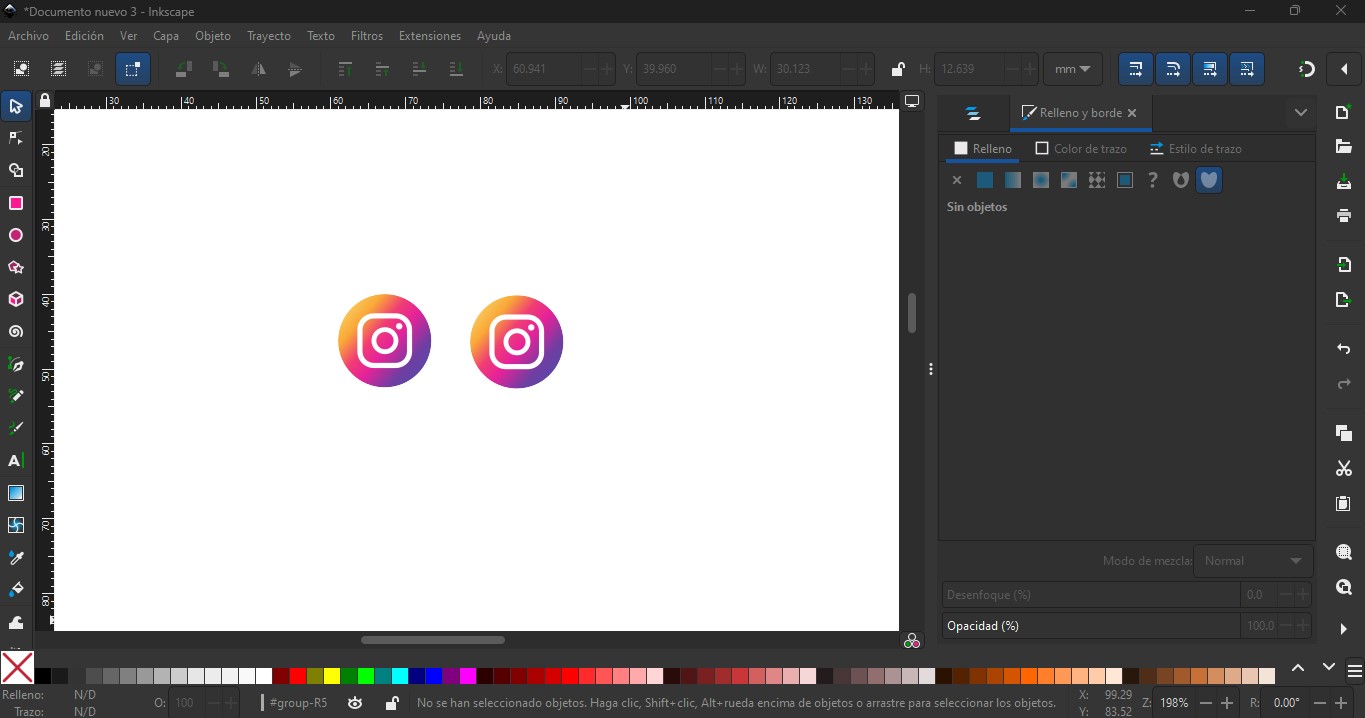 *Documento nuevo 3 - Inkscape
Archivo Edición Ver Capa Objeto Trayecto Texto Filtros Extensiones Ayuda
X: 60.941 Y: 39.960 W: 30.123 H: 12.639 mm
30 40 50 60 70 80 90 100 110 120 130
Relleno y borde
Relleno Color de trazo Estilo de trazo
Sin objetos
30
40
50
60
70
80
Modo de mezcla: Normal
Desenfoque (%) 0.0
Opacidad (%) 100.0
Relleno: N/D
Trazo: N/D
O: 100
#group-R5
No se han seleccionado objetos. Haga clic, Shift+clic, Alt+rueda encima de objetos o arrastre para seleccionar los objetos.
X: 99.29
Y: 83.52
Z: 198%
R: 0.00°